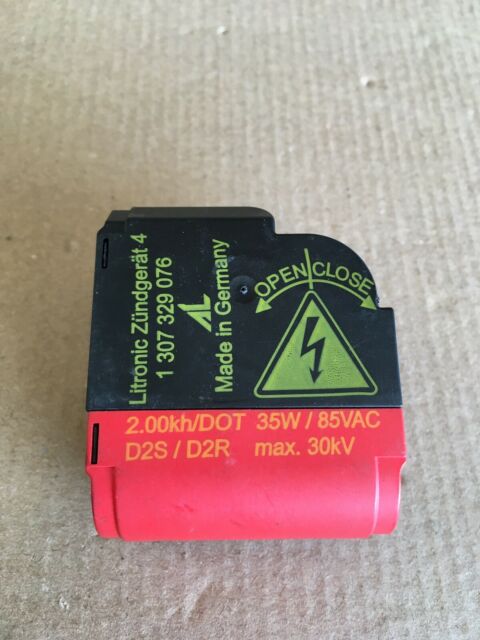 Litronic Zündgerät 4
1 307 329 076
AL
Made in Germany
OPEN CLOSE
2.00kh/DOT 35W / 85VAC
D2S / D2R max. 30kV